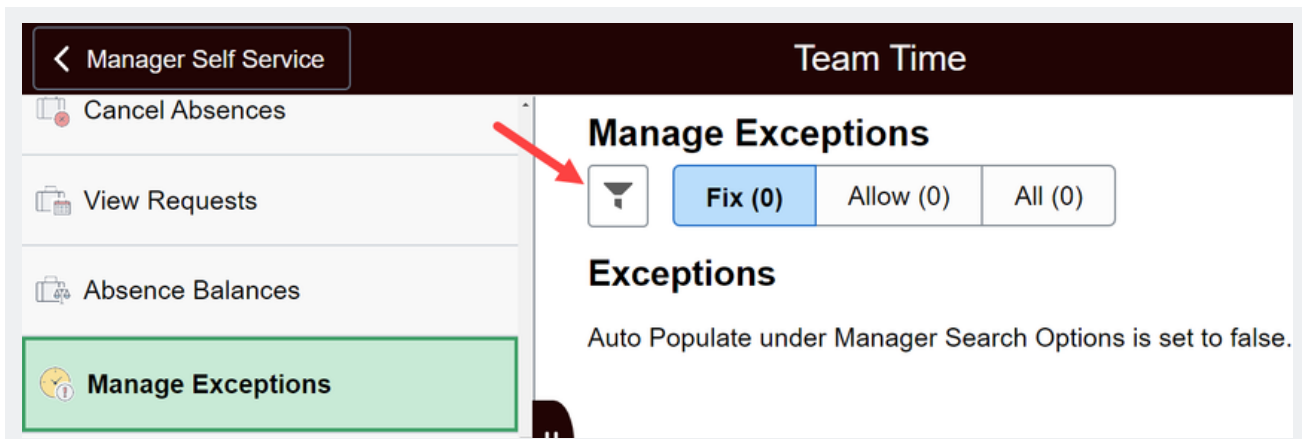 Manager Self Service
Team Time
Cancel Absences
View Requests
Absence Balances
Manage Exceptions
Manage Exceptions
Fix (0) Allow (0) All (0)
Exceptions
Auto Populate under Manager Search Options is set to false.